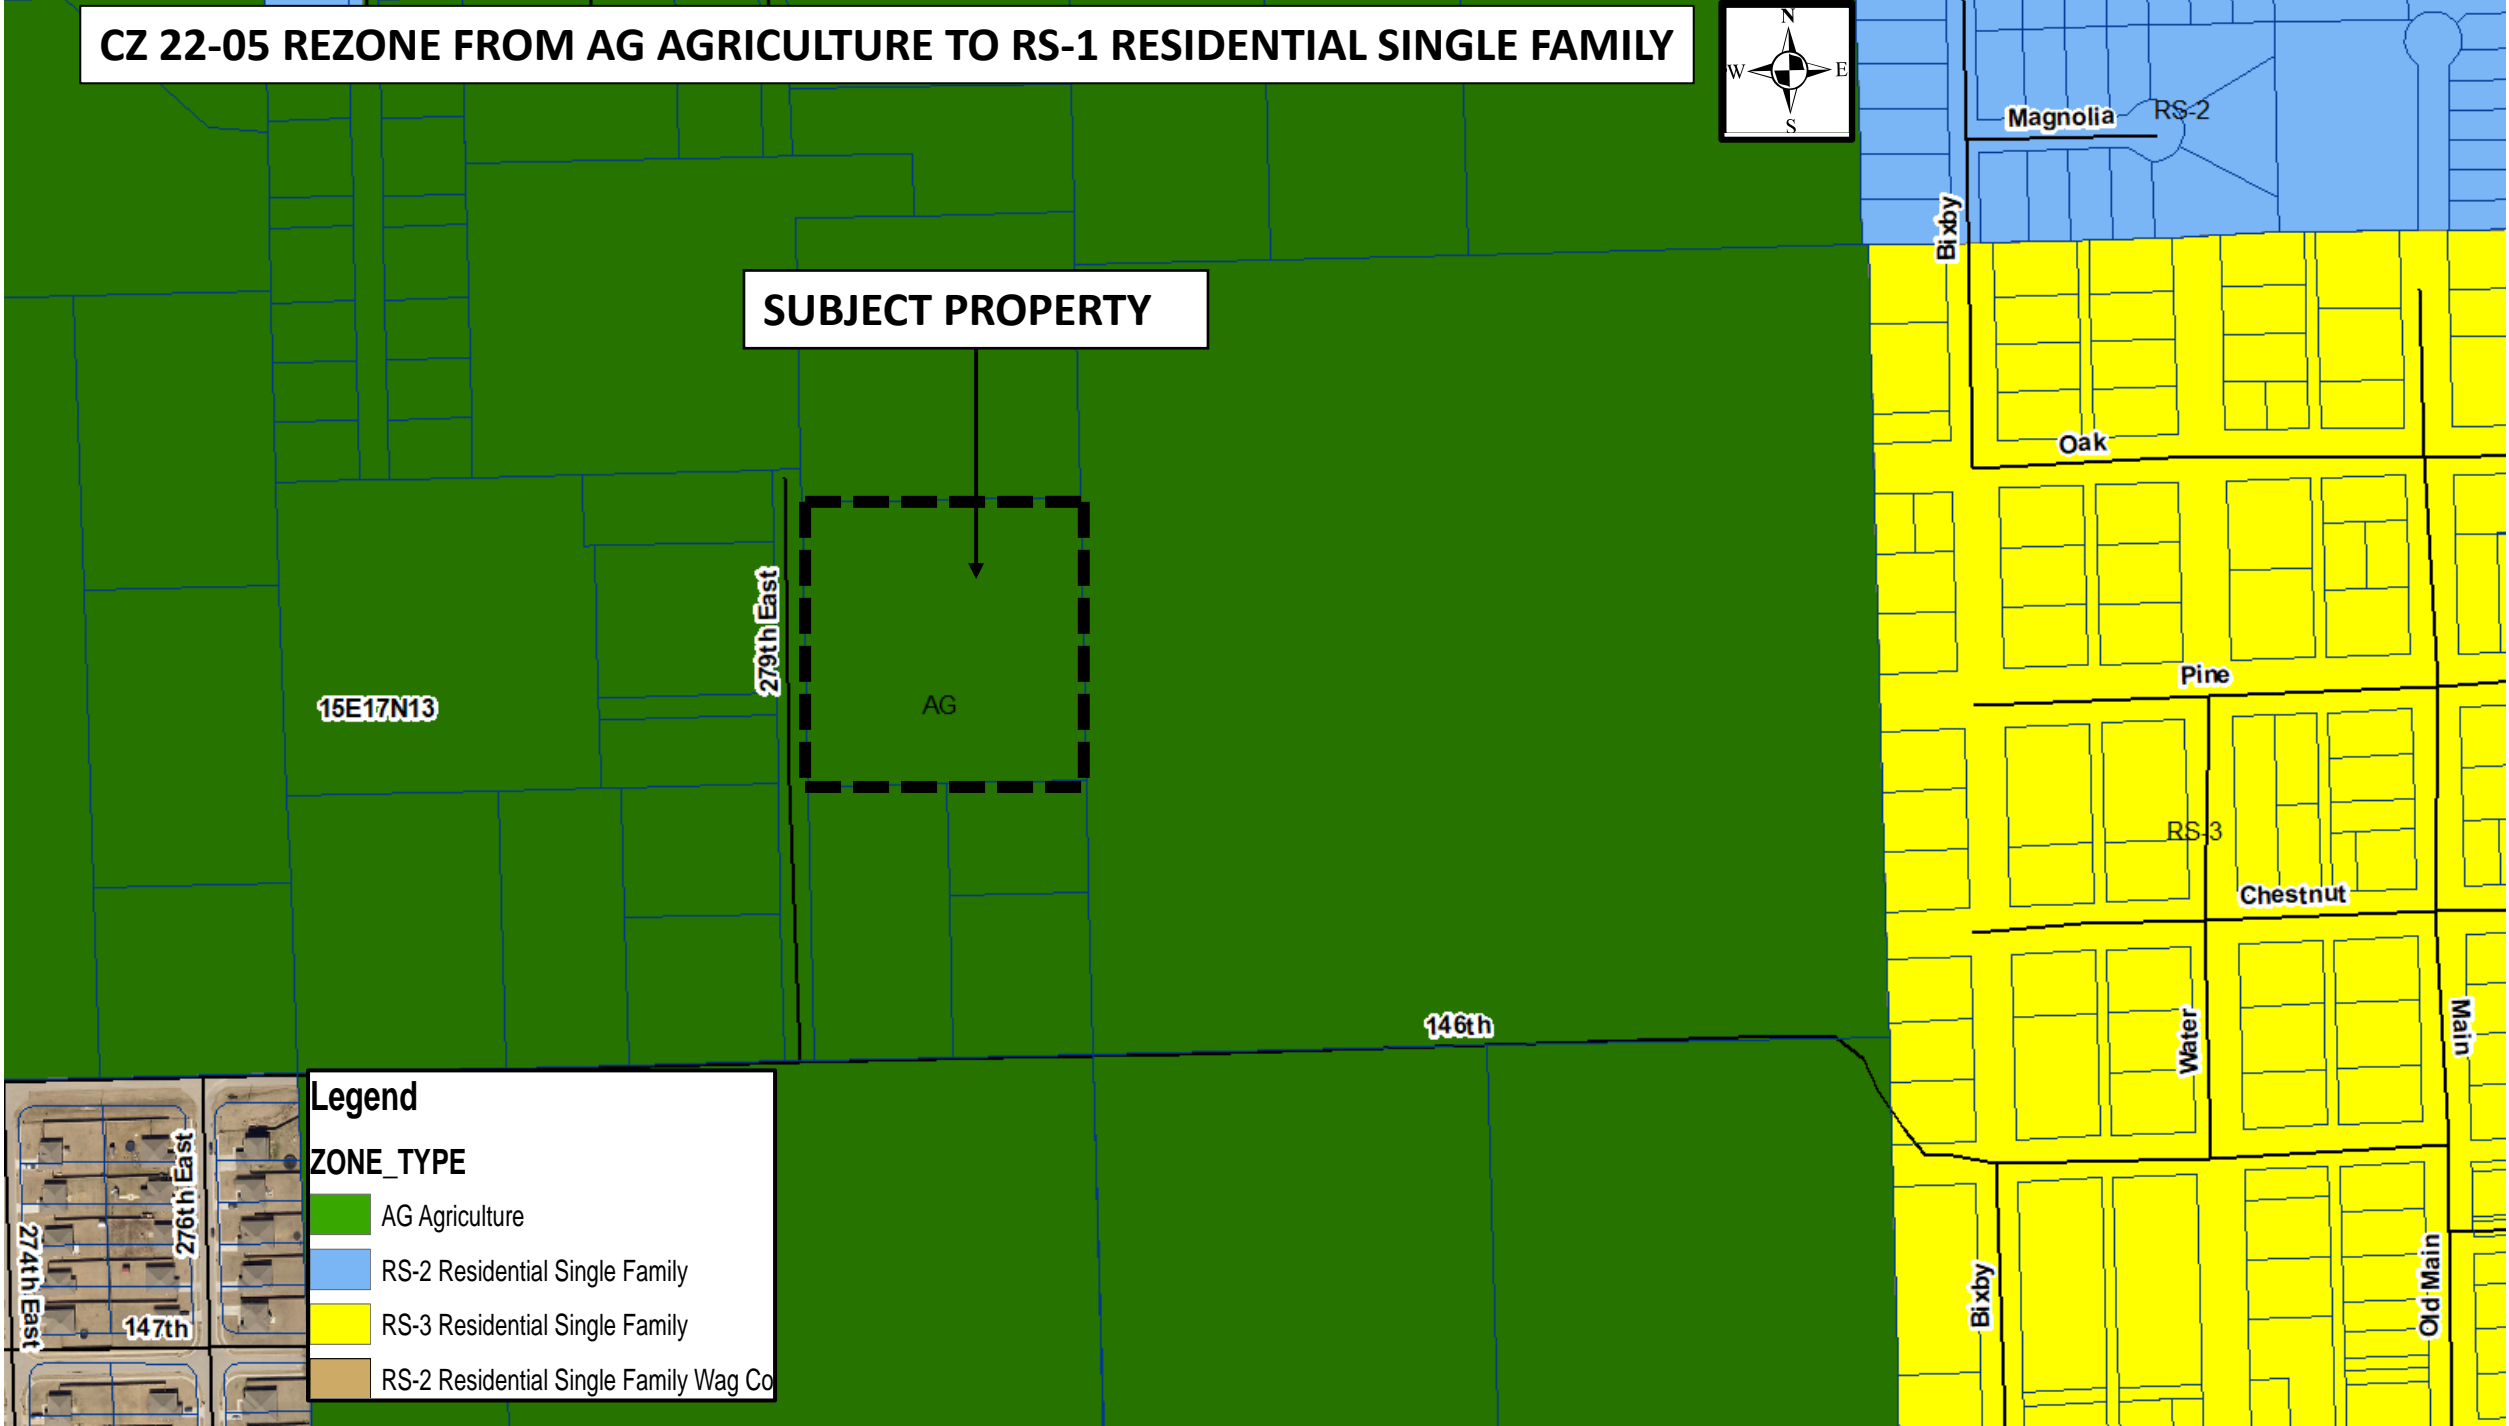 CZ 22-05 REZONE FROM AG AGRICULTURE TO RS-1 RESIDENTIAL SINGLE FAMILY
N
W
E
S
Magnolia
RS-2
Bixby
SUBJECT PROPERTY
Oak
279th East
Pine
AG
15E17N13
RS-3
Chestnut
146th
Water
Main
Legend
ZONE_TYPE
AG Agriculture
RS-2 Residential Single Family
RS-3 Residential Single Family
RS-2 Residential Single Family Wag Co
276th East
274th East
147th
Bixby
Old Main